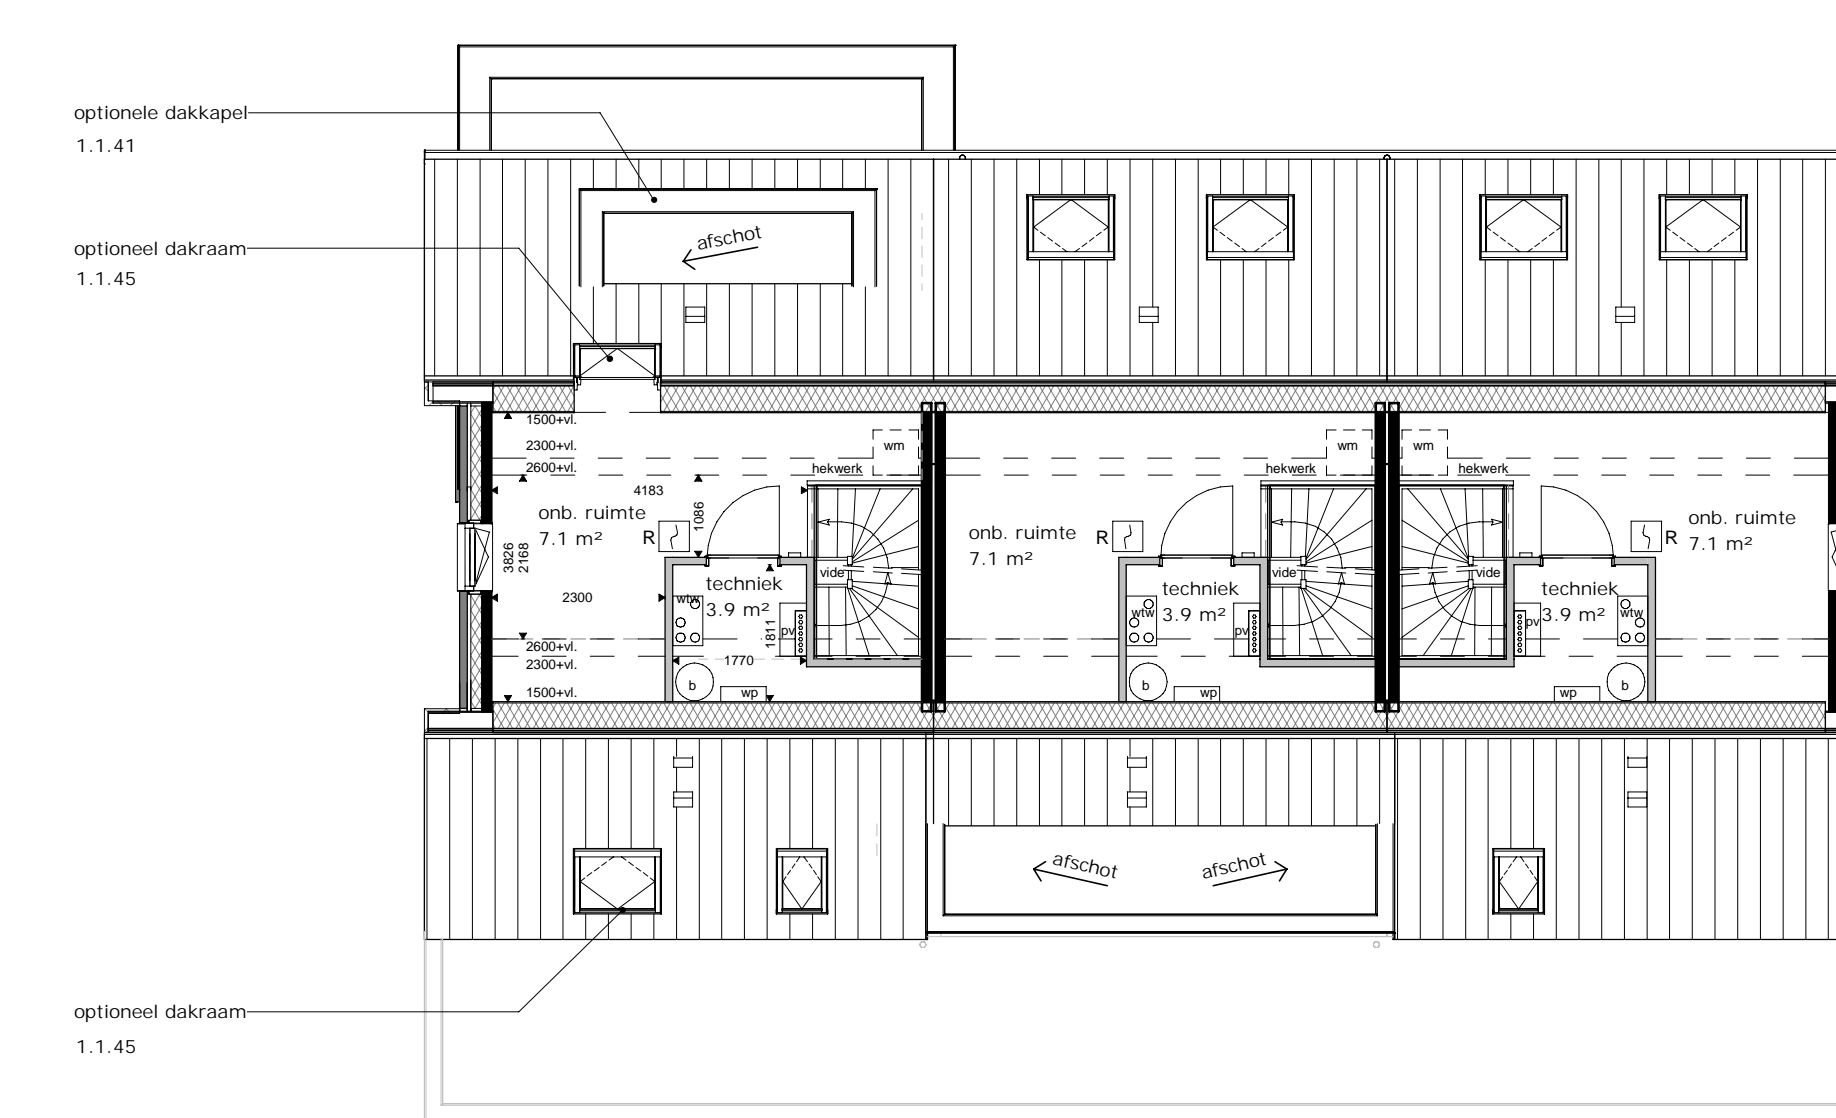 optionele dakkapel
1.1.41
optioneel dakraam
1.1.45
afschot
1500+vl.
2300+vl.
2600+vl.
wm
hekwerk
4183
1086
onb. ruimte
7.1 m²
R
3826
2168
2300
techniek
3.9 m²
wtw
vide
pv
1811
1770
2600+vl.
2300+vl.
1500+vl.
b
wp
wm
hekwerk
onb. ruimte
7.1 m²
R
techniek
3.9 m²
wtw
vide
pv
b
wp
wm
hekwerk
onb. ruimte
7.1 m²
R
vide
techniek
3.9 m²
wtw
pv
wp
b
afschot
afschot
optioneel dakraam
1.1.45